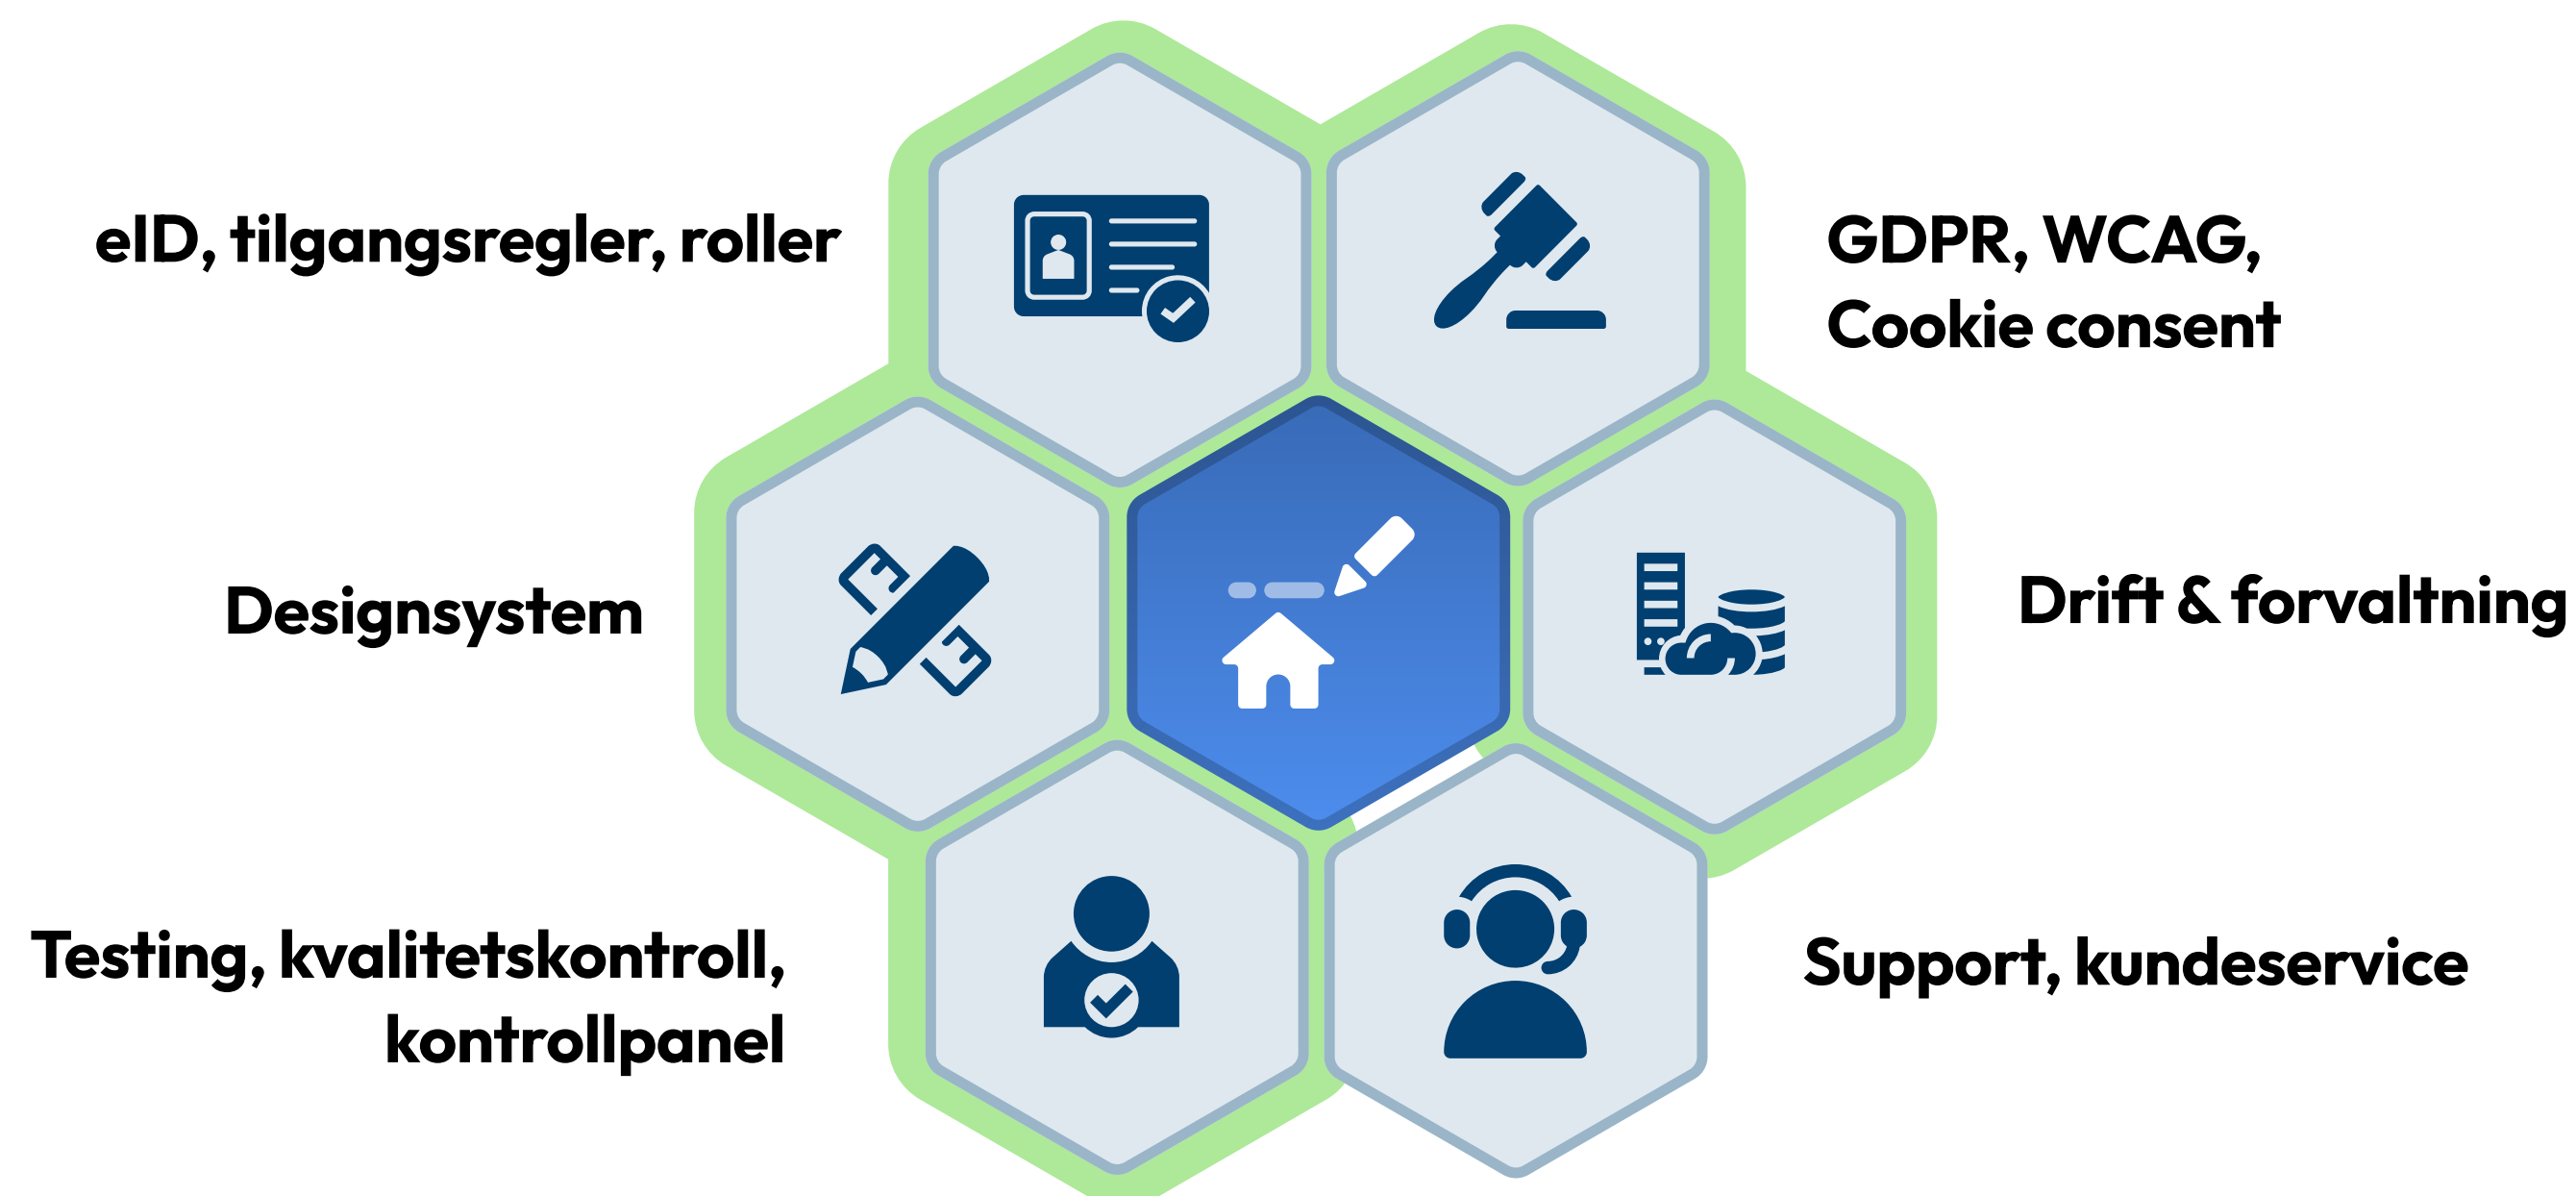 eID, tilgangsregler, roller
GDPR, WCAG,
Cookie consent
Designsystem
Drift & forvaltning
Testing, kvalitetskontroll,
kontrollpanel
Support, kundeservice